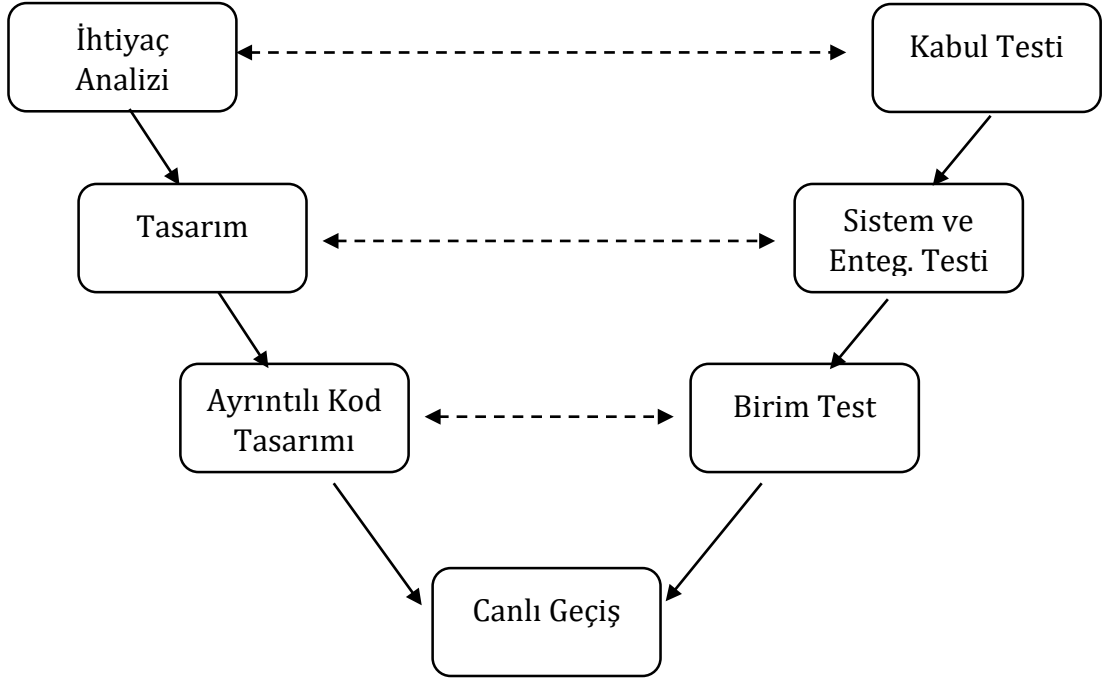 İhtiyaç
Analizi
Kabul Testi
Tasarım
Sistem ve
Enteg. Testi
Ayrıntılı Kod
Tasarımı
Birim Test
Canlı Geçiş